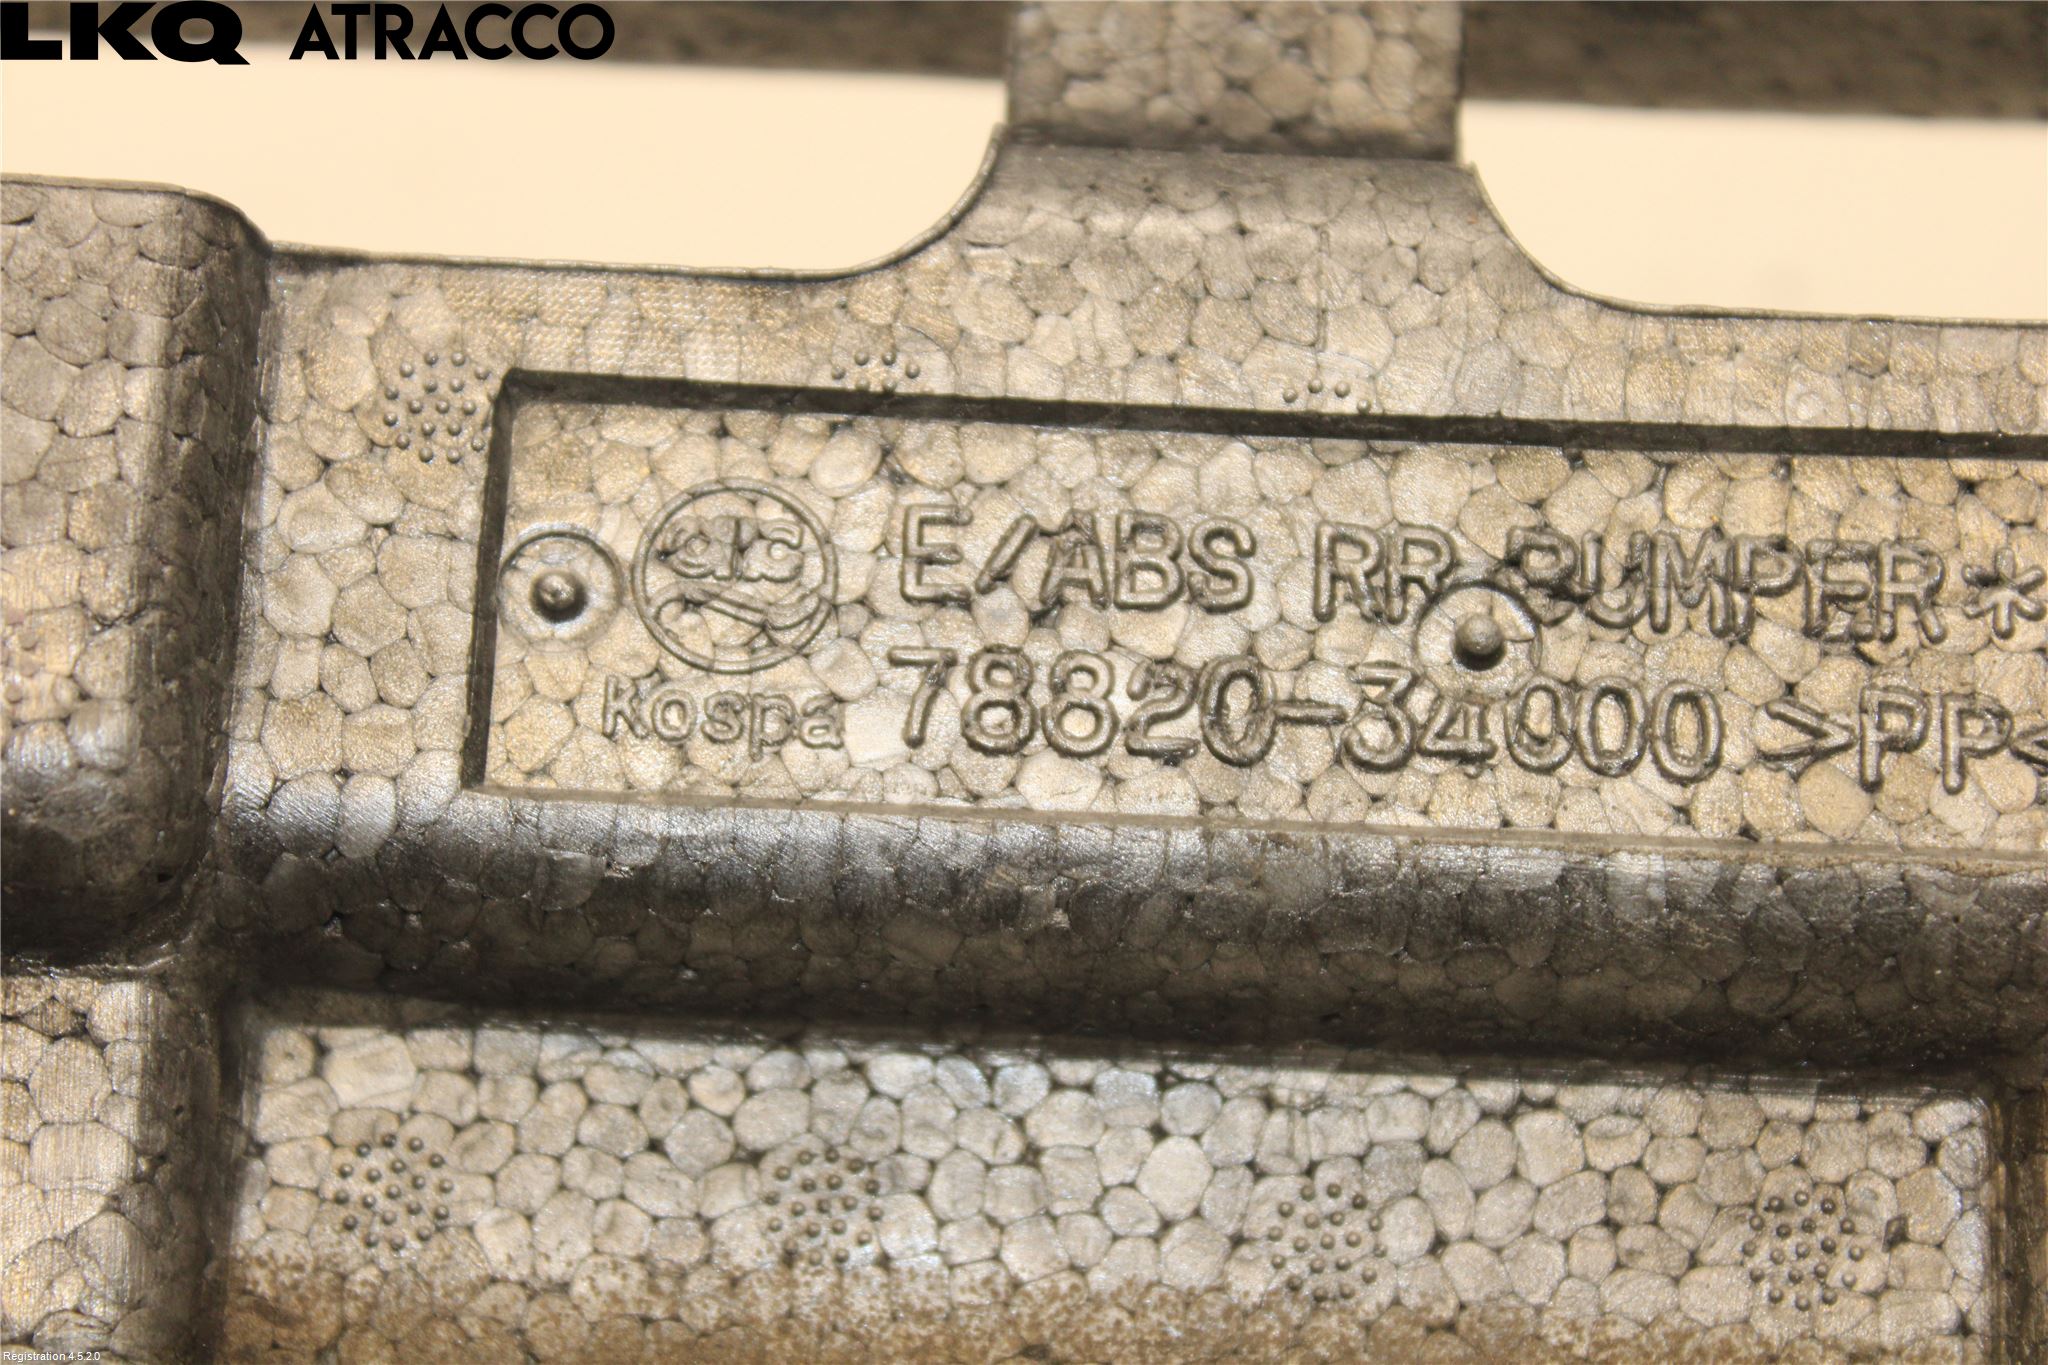 LKQ ATRACCO
E/ABS RR BUMPER *
Kospa 78820-34000 >PP<
Registration 4.5.2.0